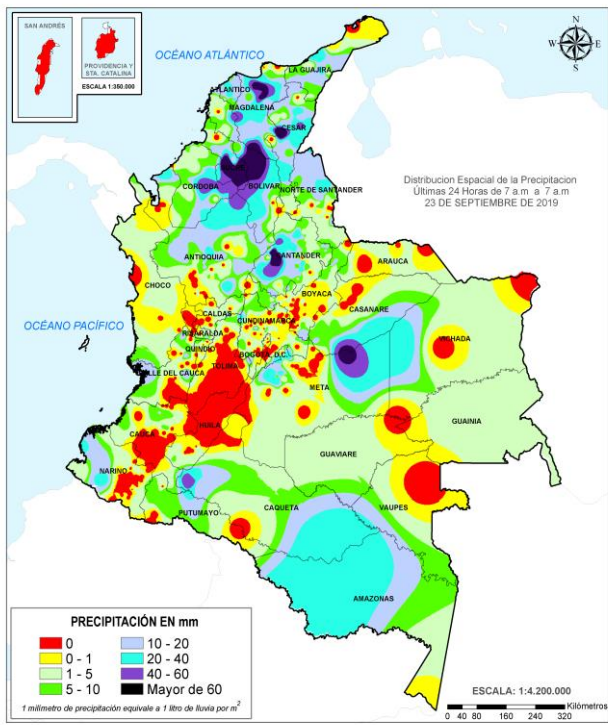 SAN ANDRÉS
PROVIDENCIA Y
STA. CATALINA
ESCALA 1:350.000
OCÉANO ATLÁNTICO
N
W E
S
LA GUAJIRA
ATLANTICO
MAGDALENA
CESAR
Distribucion Espacial de la Precipitacion
Últimas 24 Horas de 7 a.m a 7 a.m
23 DE SEPTIEMBRE DE 2019
CORDOBA
BOLIVAR
NORTE DE SANTANDER
ANTIOQUIA
SANTANDER
ARAUCA
CHOCO
BOYACA
CASANARE
OCÉANO PACÍFICO
CALDAS
CUNDINAMARCA
RISARALDA
VICHADA
QUINDIO
BOGOTA, D.C.
VALLE DEL CAUCA
TOLIMA
META
GUAINIA
HUILA
CAUCA
GUAVIARE
NARIÑO
CAQUETA
VAUPES
PUTUMAYO
AMAZONAS
PRECIPITACIÓN EN mm
0
10 - 20
0 - 1
20 - 40
1 - 5
40 - 60
5 - 10
Mayor de 60
1 milimetro de precipitación equivale a 1 litro de lluvia por m2
ESCALA: 1:4.200.000
Kilómetros
0 40 80 160 240 320